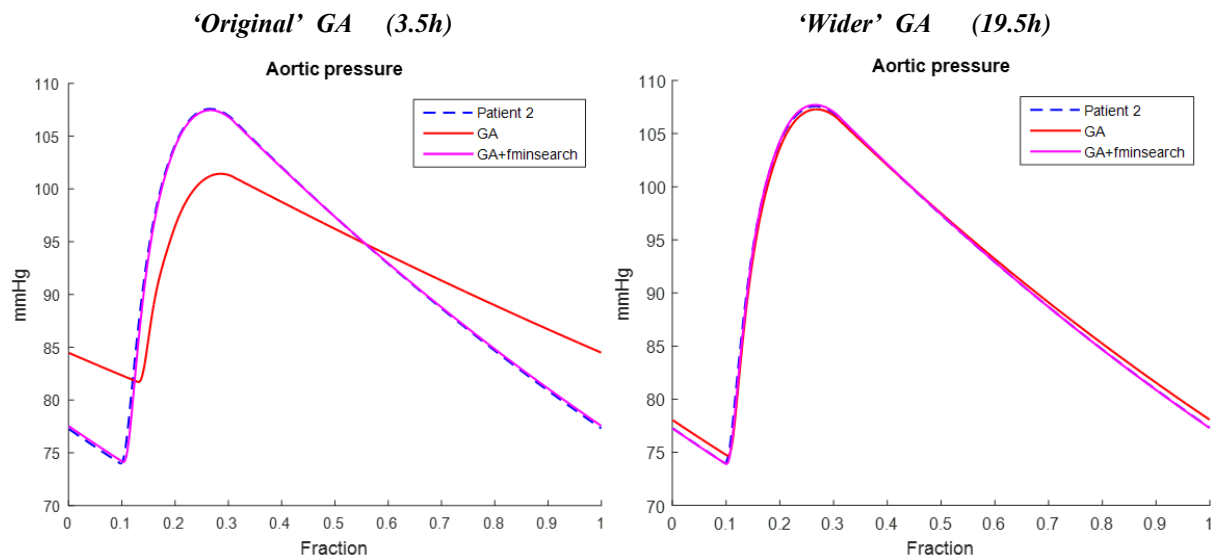 ‘Original’ GA (3.5h)
Aortic pressure
110
105
100
95
90
85
80
75
70
mmHg
Patient 2
GA
GA+fminsearch
0 0.1 0.2 0.3 0.4 0.5 0.6 0.7 0.8 0.9 1
Fraction
‘Wider’ GA (19.5h)
Aortic pressure
110
105
100
95
90
85
80
75
70
mmHg
Patient 2
GA
GA+fminsearch
0 0.1 0.2 0.3 0.4 0.5 0.6 0.7 0.8 0.9 1
Fraction